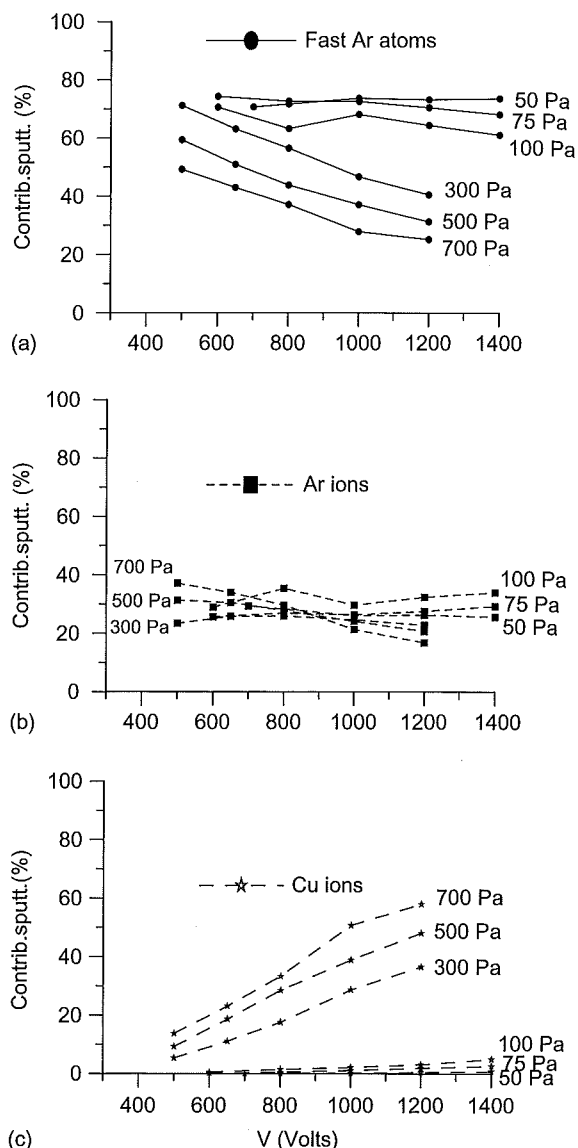 100
Fast Ar atoms
80
50 Pa
75 Pa
60
100 Pa
Contrib.sputt. (%)
40
300 Pa
500 Pa
20
700 Pa
0
(a)
400 600 800 1000 1200 1400
100
80
Ar ions
60
Contrib.sputt. (%)
40
700 Pa
100 Pa
500 Pa
75 Pa
20
300 Pa
50 Pa
0
(b)
400 600 800 1000 1200 1400
100
80
Cu ions
60
700 Pa
Contrib.sputt.(%)
500 Pa
40
300 Pa
20
100 Pa
75 Pa
0
50 Pa
400 600 800 1000 1200 1400
(c)
V (Volts)